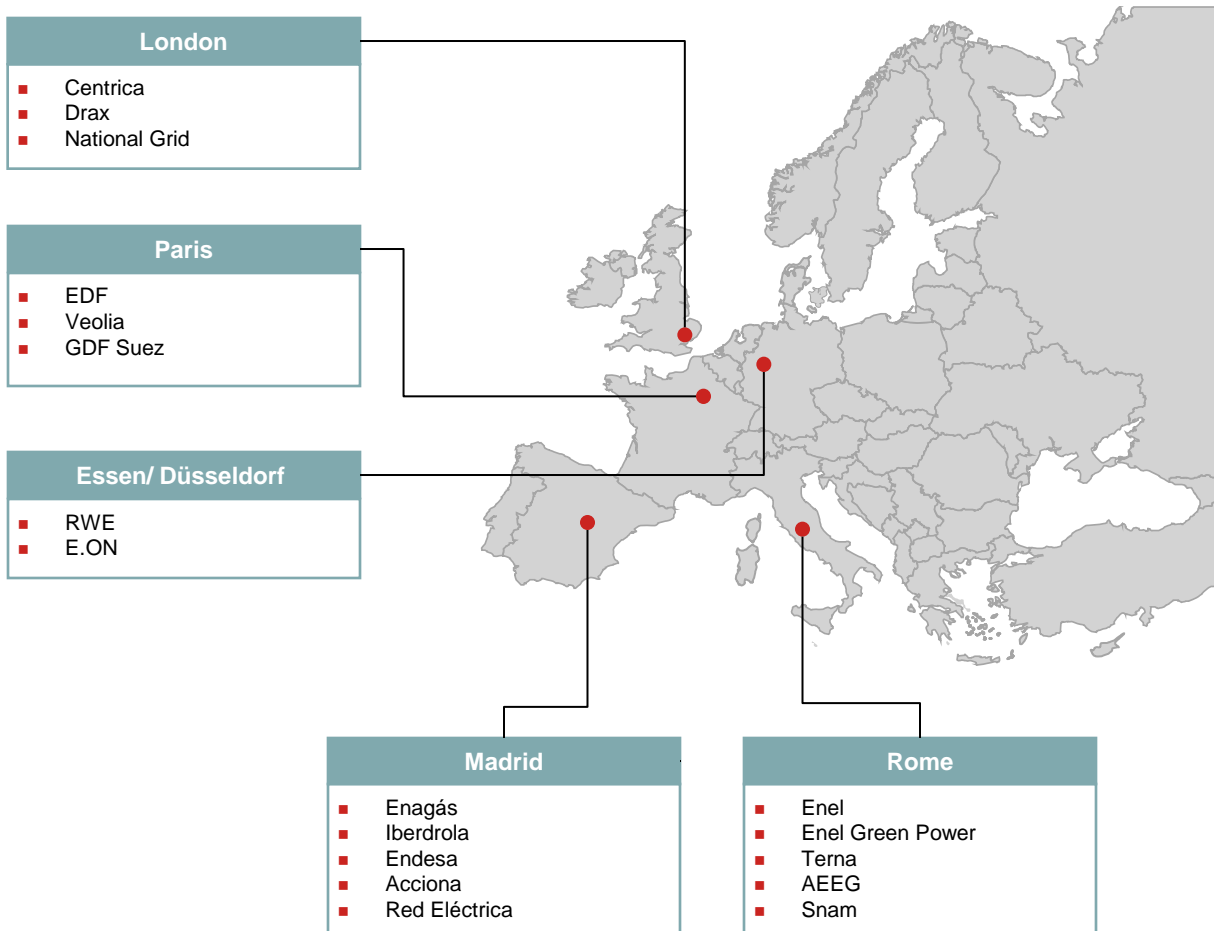 London
Centrica
Drax
National Grid
Paris
EDF
Veolia
GDF Suez
Essen/ Düsseldorf
RWE
E.ON
Madrid
Enagás
Iberdrola
Endesa
Acciona
Red Eléctrica
Rome
Enel
Enel Green Power
Terna
AEEG
Snam